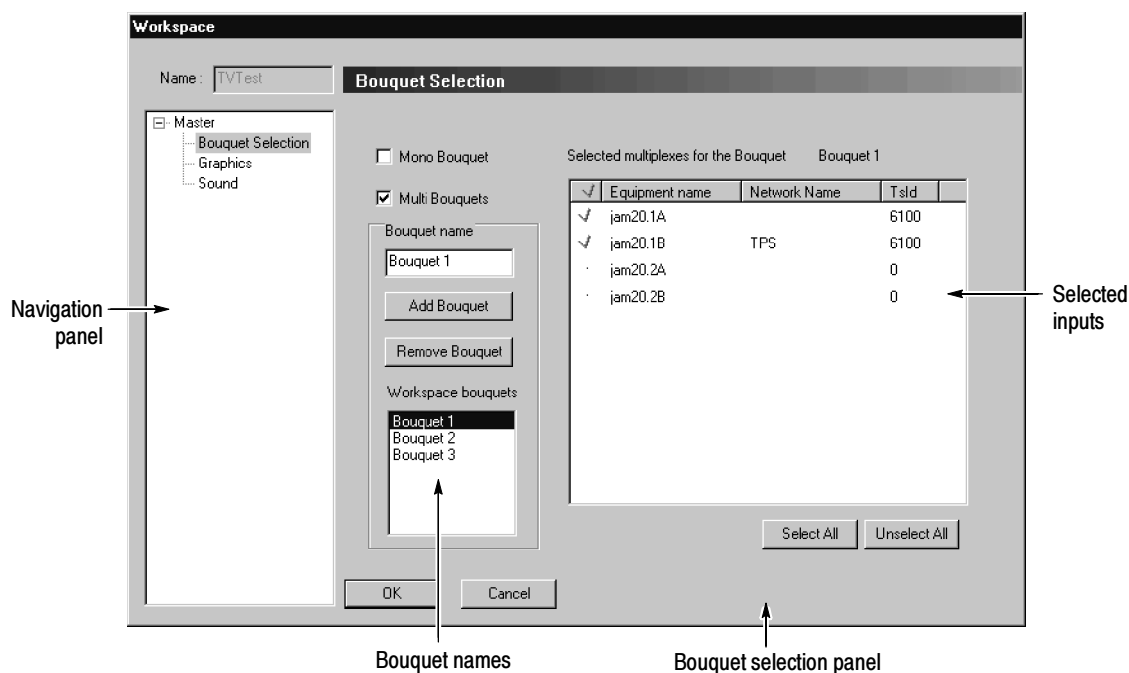 Workspace
Name : TVTest
Bouquet Selection
Master
Bouquet Selection
Graphics
Sound
Mono Bouquet
Multi Bouquets
Bouquet name
Bouquet 1
Add Bouquet
Remove Bouquet
Workspace bouquets
Bouquet 1
Bouquet 2
Bouquet 3
Selected multiplexes for the Bouquet Bouquet 1
Equipment name Network Name TsId
jam20.1A 6100
jam20.1B TPS 6100
jam20.2A 0
jam20.2B 0
Select All Unselect All
OK Cancel
Navigation
panel
Selected
inputs
Bouquet names
Bouquet selection panel